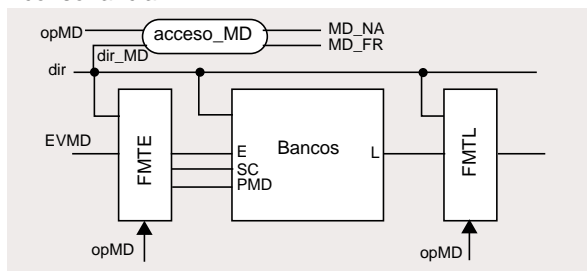 opMD acceso_MD MD_NA
MD_FR
dir_MD
dir
EVMD FMTE E Bancos L FMTL
SC
PMD
opMD opMD